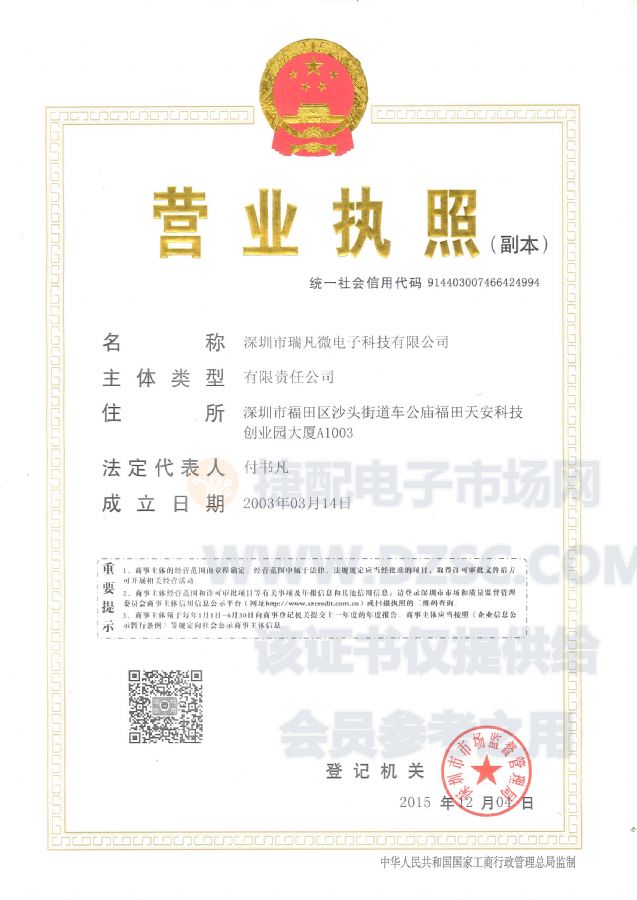 营业执照
(副本)
统一社会信用代码 914403007466424994
名称 深圳市瑞凡微电子科技有限公司
主体类型 有限责任公司
住所 深圳市福田区沙头街道车公庙福田天安科技
创业园大厦A1003
法定代表人 付书凡
成立日期 2003年03月14日
捷配电子市场网
WWW.DZSC.COM
重要提示
1、商事主体的经营范围由章程确定。经营范围中属于法律、法规规定应当经批准的项目,取得许可审批文件后方
可开展相关经营活动。
2、商事主体经营范围和许可审批项目等有关事项及年报信息和其他信用信息,请登录深圳市市场和质量监督管理
委员会商事主体信用信息公示平台(网址http://www.szcredit.com.cn)或扫描执照的二维码查询。
3、商事主体须于每年1月1日-6月30日向商事登记机关提交上一年度的年度报告。商事主体应当按照《企业信息公
示暂行条例》等规定向社会公示商事主体信息。
该证书仅提供给
会员参考之用
登记机关
深圳市市场监督管理局
2015 年 12 月 04 日
中华人民共和国国家工商行政管理总局监制